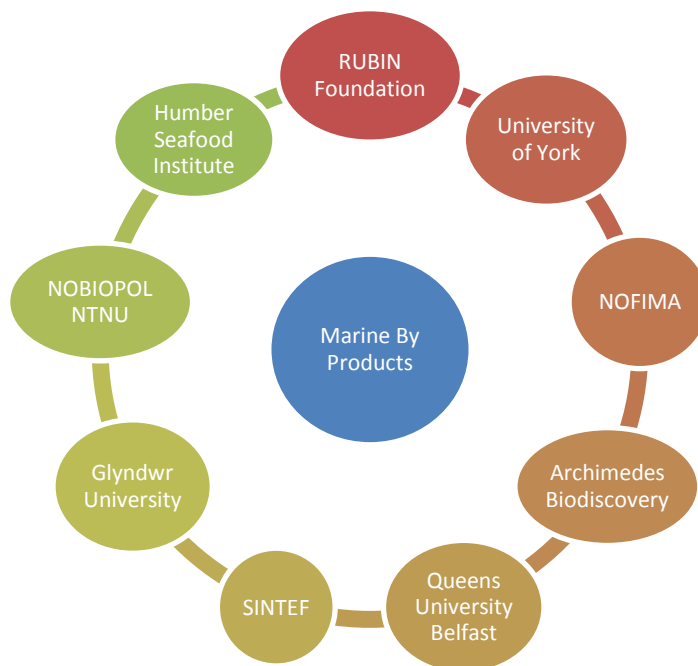 RUBIN
Foundation
University
of York
NOFIMA
Archimedes
Biodiscovery
Queens
University
Belfast
SINTEF
Glyndwr
University
NOBIOPOL
NTNU
Humber
Seafood
Institute
Marine By
Products